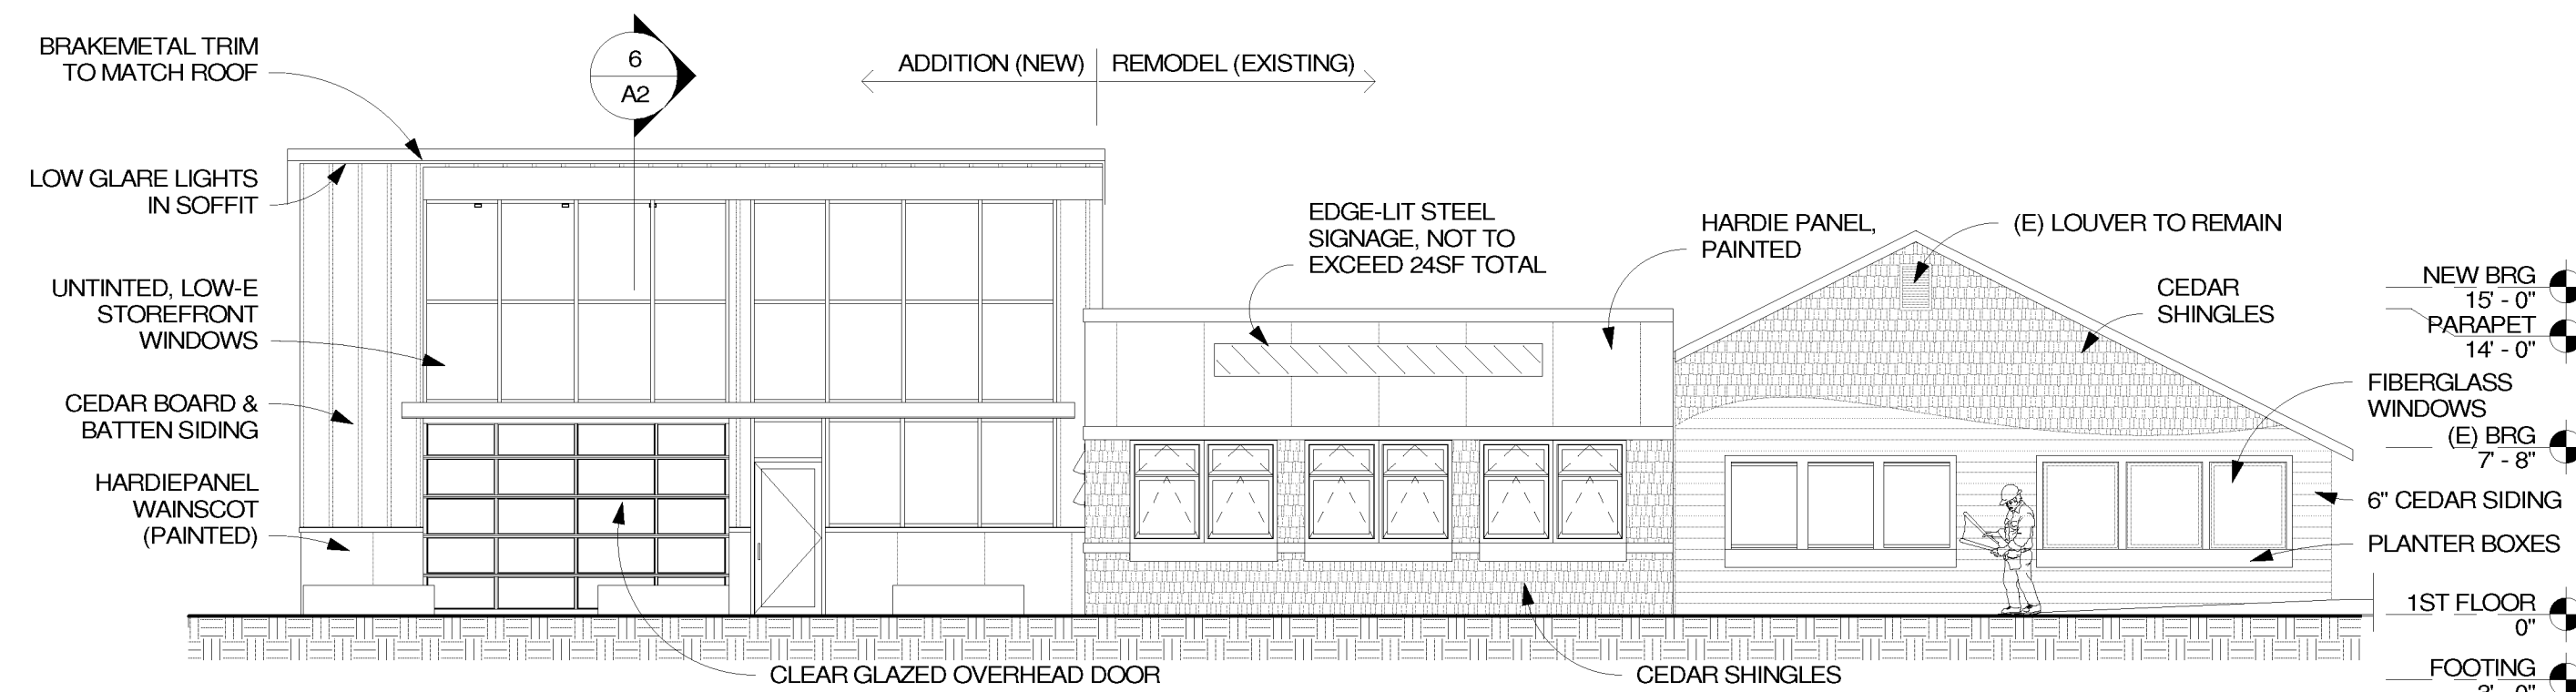 BRAKEMETAL TRIM
TO MATCH ROOF
6
A2
ADDITION (NEW)
REMODEL (EXISTING)
LOW GLARE LIGHTS
IN SOFFIT
UNTINTED, LOW-E
STOREFRONT
WINDOWS
CEDAR BOARD &
BATTEN SIDING
HARDIEPANEL
WAINSCOT
(PAINTED)
EDGE-LIT STEEL
SIGNAGE, NOT TO
EXCEED 24SF TOTAL
HARDIE PANEL,
PAINTED
(E) LOUVER TO REMAIN
CEDAR
SHINGLES
NEW BRG
15' - 0"
PARAPET
14' - 0"
FIBERGLASS
WINDOWS
(E) BRG
7' - 8"
6" CEDAR SIDING
PLANTER BOXES
1ST FLOOR
0"
CLEAR GLAZED OVERHEAD DOOR
CEDAR SHINGLES
FOOTING